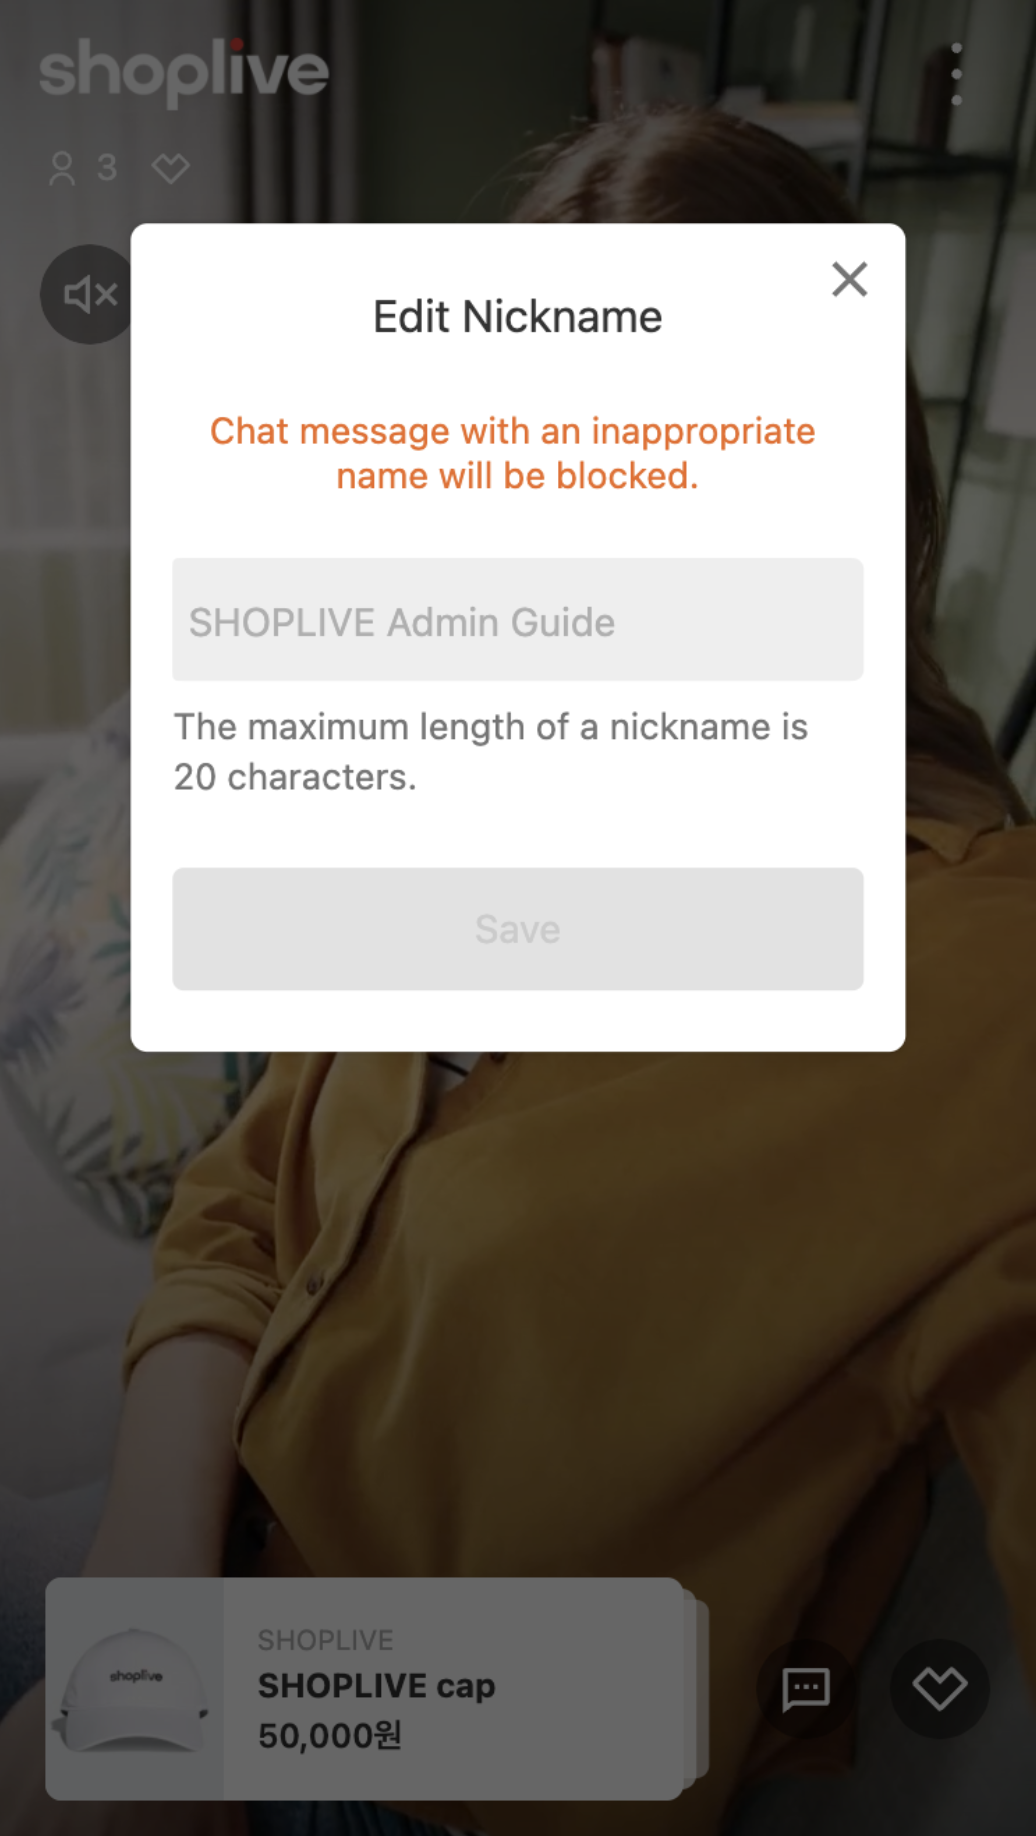 shoplive
3
Edit Nickname
Chat message with an inappropriate
name will be blocked.
SHOPLIVE Admin Guide
The maximum length of a nickname is
20 characters.
Save
shoplive
SHOPLIVE
SHOPLIVE cap
50,000원